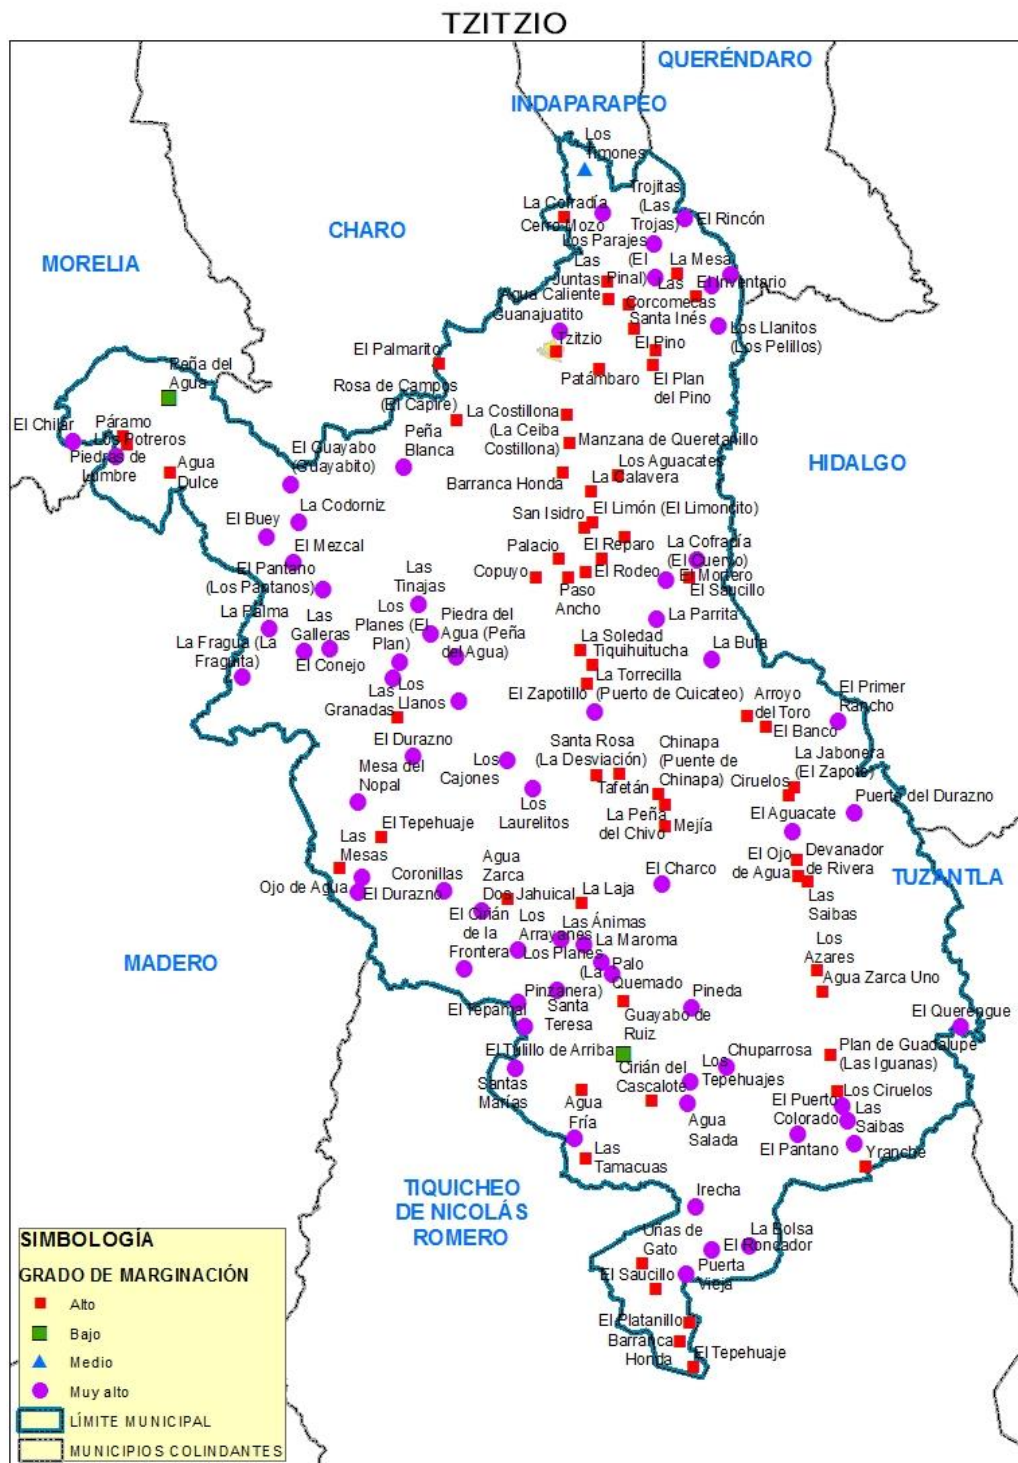 TZITZIO
QUERÉNDARO
INDAPARAPEO
Los
Timones
La Cofradía
Cerro Mozo
Trojitas
(Las
Trojas)
El Rincón
CHARO
MORELIA
Los Parajes
(El
Pinal)
La Mesa
Las
Juntas
Las
Corcomecas
El Inventario
Agua Caliente
Guanajuatito
Santa Inés
Los Llanitos
(Los Pelillos)
Tzitzio
El Pino
El Palmarito
Patámbaro
El Plan
del Pino
Peña del
Agua
Rosa de Campos
(El Capire)
La Costillona
(La Ceiba
Costillona)
El Chilar
Páramo
Los Potreros
Piedras de
Lumbre
Agua
Dulce
El Guayabo
(Guayabito)
Peña
Blanca
Manzana de Queretanillo
Los Aguacates
Barranca Honda
La Calavera
HIDALGO
La Codorniz
El Buey
San Isidro
El Limón (El Limoncito)
El Mezcal
Palacio
El Reparo
La Cofradía
(El Cuervo)
El Pantano
(Los Pantanos)
Copuyo
Paso
Ancho
El Rodeo
El Mortero
El Saucillo
Las
Tinajas
La Palma
Las
Galleras
Los
Planes (El
Plan)
Piedra del
Agua (Peña
del Agua)
La Parrita
La Fragua (La
Fraguita)
El Conejo
La Soledad
Tiquihuitucha
La Bufa
La Torrecilla
(Puerto de Cuicateo)
Las
Granadas
Los
Llanos
El Zapotillo
Arroyo
del Toro
El Banco
El Primer
Rancho
El Durazno
Los
Cajones
Santa Rosa
(La Desviación)
Chinapa
(Puente de
Chinapa)
La Jabonera
(El Zapote)
Mesa del
Nopal
Tafetán
Ciruelos
Puerto del Durazno
Los
Laurelitos
La Peña
del Chivo
Mejía
El Aguacate
El Tepehuaje
Las
Mesas
Agua
Zarca
Dos
El Ojo
de Agua
Devanador
de Rivera
TUZANTLA
Ojo de Agua
El Durazno
Coronillas
Jahuical
La Laja
El Charco
Las
Saibas
El Cirián
de la
Frontera
Los
Arrayanes
Las Ánimas
La Maroma
Los
Azares
MADERO
Los Planes
(La
Pinzanera)
Palo
Quemado
Agua Zarca Uno
El Tepamal
Santa
Teresa
Guayabo de
Ruiz
Pineda
El Querengue
El Tulillo de Arriba
Chuparrosa
Plan de Guadalupe
(Las Iguanas)
Santas
Marías
Cirián del
Cascalote
Los
Tepehuajes
Los Ciruelos
Agua
Fría
Agua
Salada
El Puerto
Colorado
Las
Saibas
El Pantano
Yranche
Las
Tamacuas
TIQUICHEO
DE NICOLÁS
ROMERO
Irecha
Uñas de
Gato
La Bolsa
El Roncador
El Saucillo
Puerta
Vieja
El Platanillo
Barranca
Honda
El Tepehuaje
SIMBOLOGÍA
GRADO DE MARGINACIÓN
Alto
Bajo
Medio
Muy alto
LÍMITE MUNICIPAL
MUNICIPIOS COLINDANTES